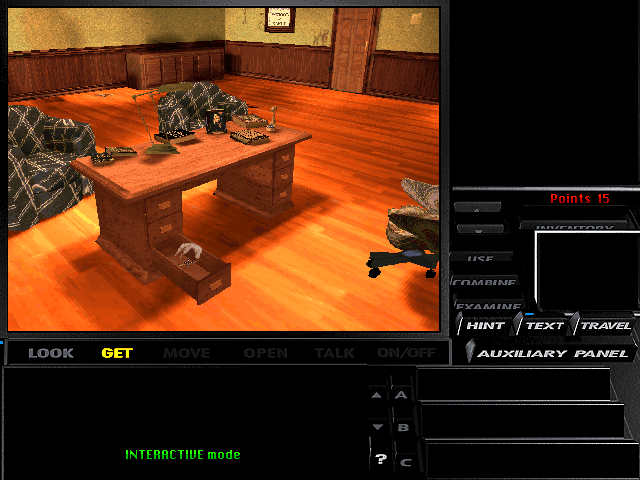 Points 15
INVENTORY
USE
COMBINE
EXAMINE
HINT TEXT TRAVEL
LOOK GET MOVE OPEN TALK ON/OFF
AUXILIARY PANEL
A
B
INTERACTIVE mode
? C